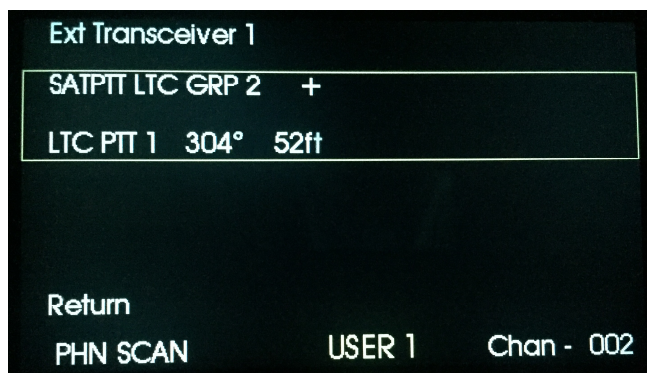 Ext Transceiver 1
SATPTT LTC GRP 2 +
LTC PTT 1 304° 52ft
Return
PHN SCAN USER 1 Chan - 002